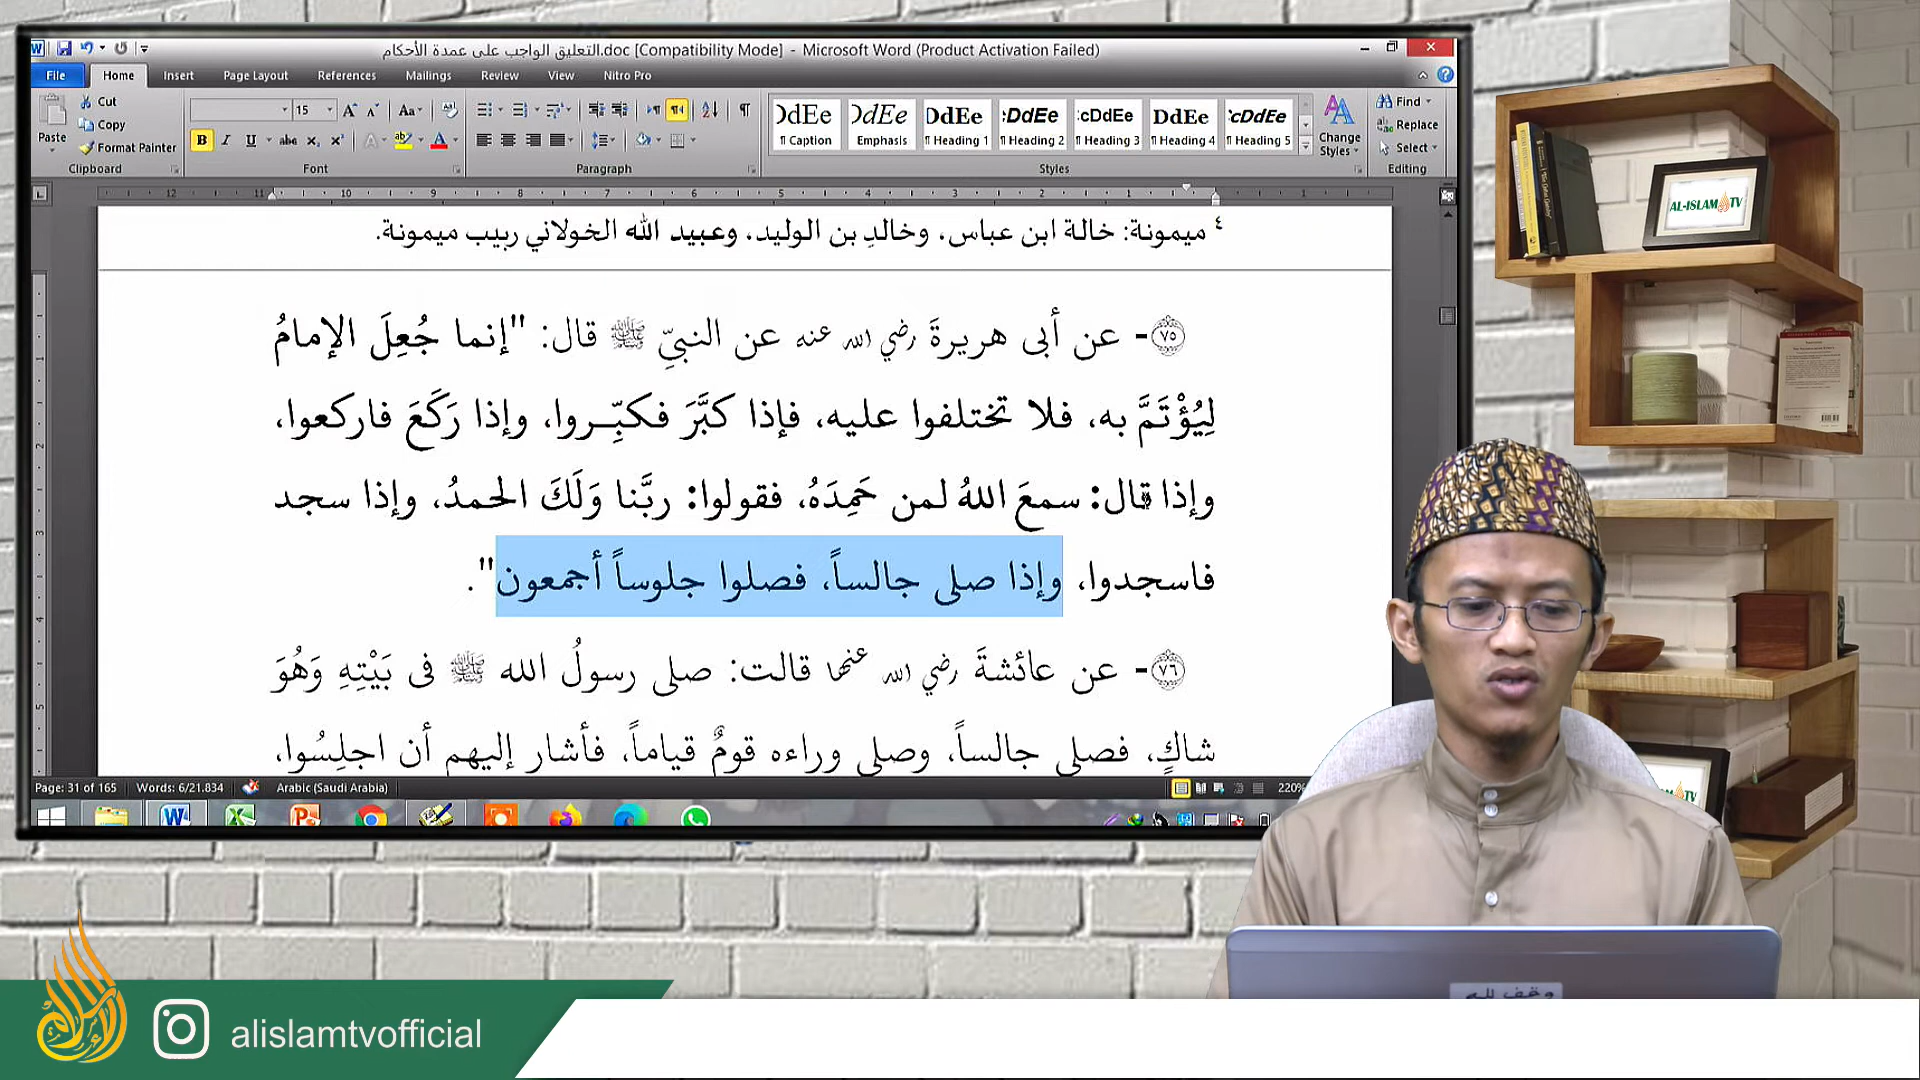 التعليق الواجب على عمدة الأحكام.doc [Compatibility Mode] - Microsoft Word (Product Activation Failed)
File Home Insert Page Layout References Mailings Review View Nitro Pro
Cut
Copy
Paste
Format Painter
Clipboard
15
Font
Paragraph
¶ Caption Emphasis ¶ Heading 1 ¶ Heading 2 ¶ Heading 3 ¶ Heading 4 ¶ Heading 5
Change Styles
Styles
Find
Replace
Select
Editing
٤ ميمونة: خالة ابن عباس، وخالدِ بن الوليد، وعبيد الله الخولاني ربيب ميمونة.
٧٥- عن أبى هريرةَ رضي الله عنه عن النبيِّ ﷺ قال: "إنما جُعِلَ الإمامُ
لِيُؤْتَمَّ به، فلا تختلفوا عليه، فإذا كبَّرَ فكبِّـروا، وإذا رَكَعَ فاركعوا،
وإذا قال: سمعَ اللهُ لمن حَمِدَهُ، فقولوا: ربَّنا وَلَكَ الحمدُ، وإذا سجد
فاسجدوا، وإذا صلى جالساً، فصلوا جلوساً أجمعون".
٧٦- عن عائشةَ رضي الله عنها قالت: صلى رسولُ الله ﷺ فى بَيْتِهِ وَهُوَ
شاكٍ، فصلى جالساً، وصلى وراءه قومٌ قياماً، فأشار إليهم أن اجلِسُوا،
Page: 31 of 165 Words: 6/21.834 Arabic (Saudi Arabia) 220%
AL-ISLAM TV
وقف لله
alislamtvofficial